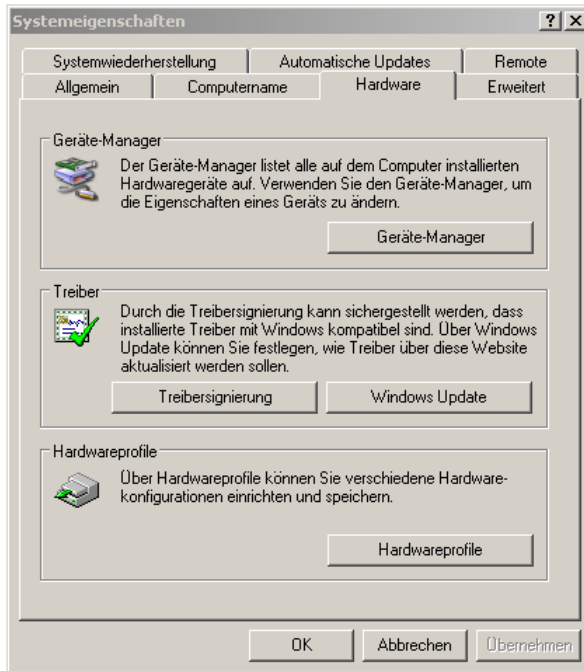 Systemeigenschaften
Systemwiederherstellung Automatische Updates Remote
Allgemein Computername Hardware Erweitert
Geräte-Manager
Der Geräte-Manager listet alle auf dem Computer installierten
Hardwaregeräte auf. Verwenden Sie den Geräte-Manager, um
die Eigenschaften eines Geräts zu ändern.
Geräte-Manager
Treiber
Durch die Treibersignierung kann sichergestellt werden, dass
installierte Treiber mit Windows kompatibel sind. Über Windows
Update können Sie festlegen, wie Treiber über diese Website
aktualisiert werden sollen.
Treibersignierung Windows Update
Hardwareprofile
Über Hardwareprofile können Sie verschiedene Hardware-
konfigurationen einrichten und speichern.
Hardwareprofile
OK Abbrechen Übernehmen